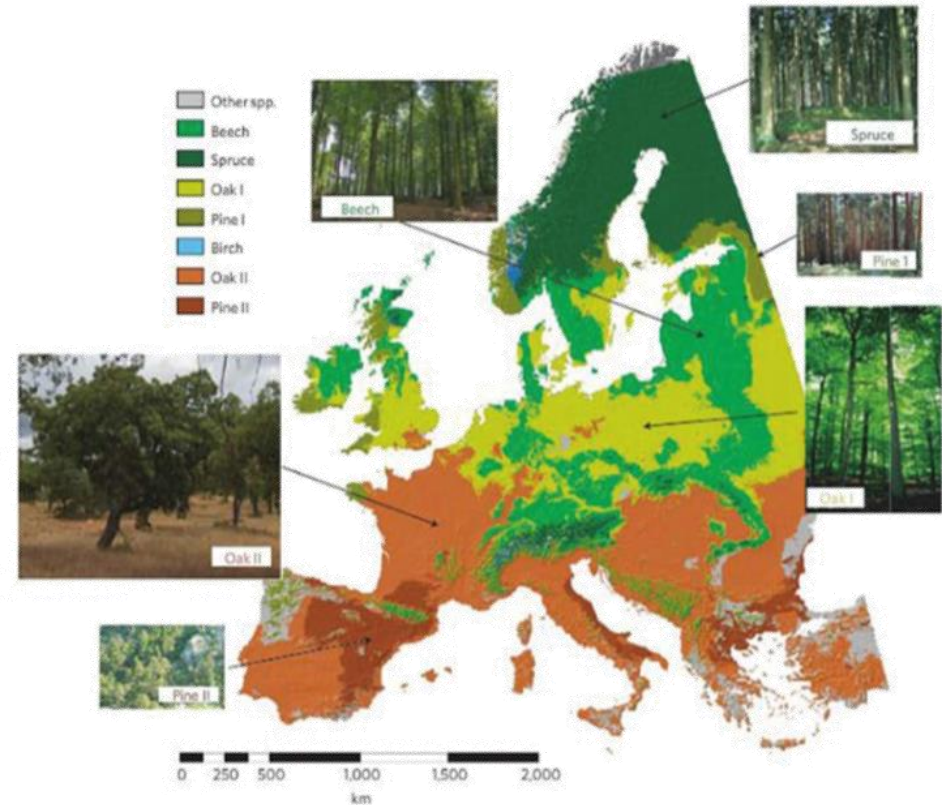 Other spp.
Beech
Spruce
Oak I
Pine I
Birch
Oak II
Pine II
Beech
Spruce
Pine 1
Oak I
Oak II
Pine II
0 250 500 1,000 1,500 2,000
km